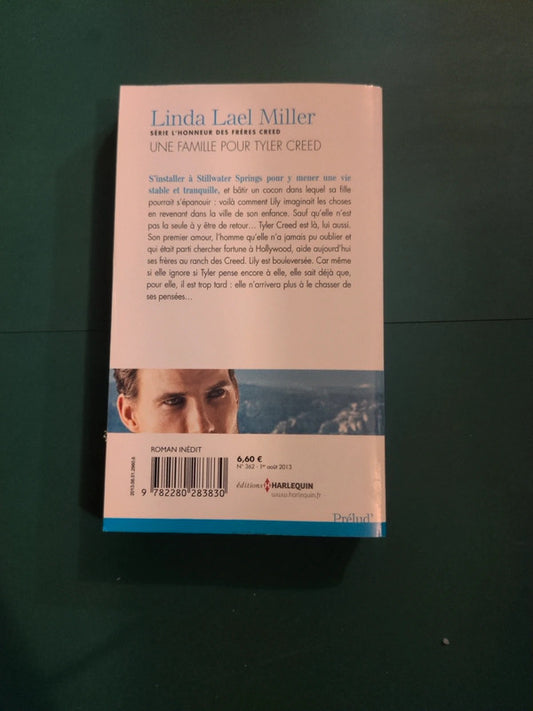 Linda Lael Miller
SÉRIE L'HONNEUR DES FRÈRES CREED
UNE FAMILLE POUR TYLER CREED
S'installer à Stillwater Springs pour y mener une vie
stable et tranquille, et bâtir un cocon dans lequel sa fille
pourrait s'épanouir : voilà comment Lily imaginait les choses
en revenant dans la ville de son enfance. Sauf qu'elle n'est
pas la seule à y être de retour... Tyler Creed est là, lui aussi.
Son premier amour, l'homme qu'elle n'a jamais pu oublier et
qui était parti chercher fortune à Hollywood, aide aujourd'hui
ses frères au ranch des Creed. Lily est bouleversée. Car même
si elle ignore si Tyler pense encore à elle, elle sait déjà que,
pour elle, il est trop tard : elle n'arrivera plus à le chasser de
ses pensées...
ROMAN INÉDIT
6,60 €
N° 362 - 1er août 2013
éditions HARLEQUIN
www.harlequin.fr
9 782280 283830
Prélud'